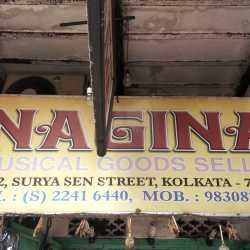 NAGINA
USICAL GOODS SELL
2, SURYA SEN STREET, KOLKATA - 7
: (S) 2241 6440, MOB. : 98308